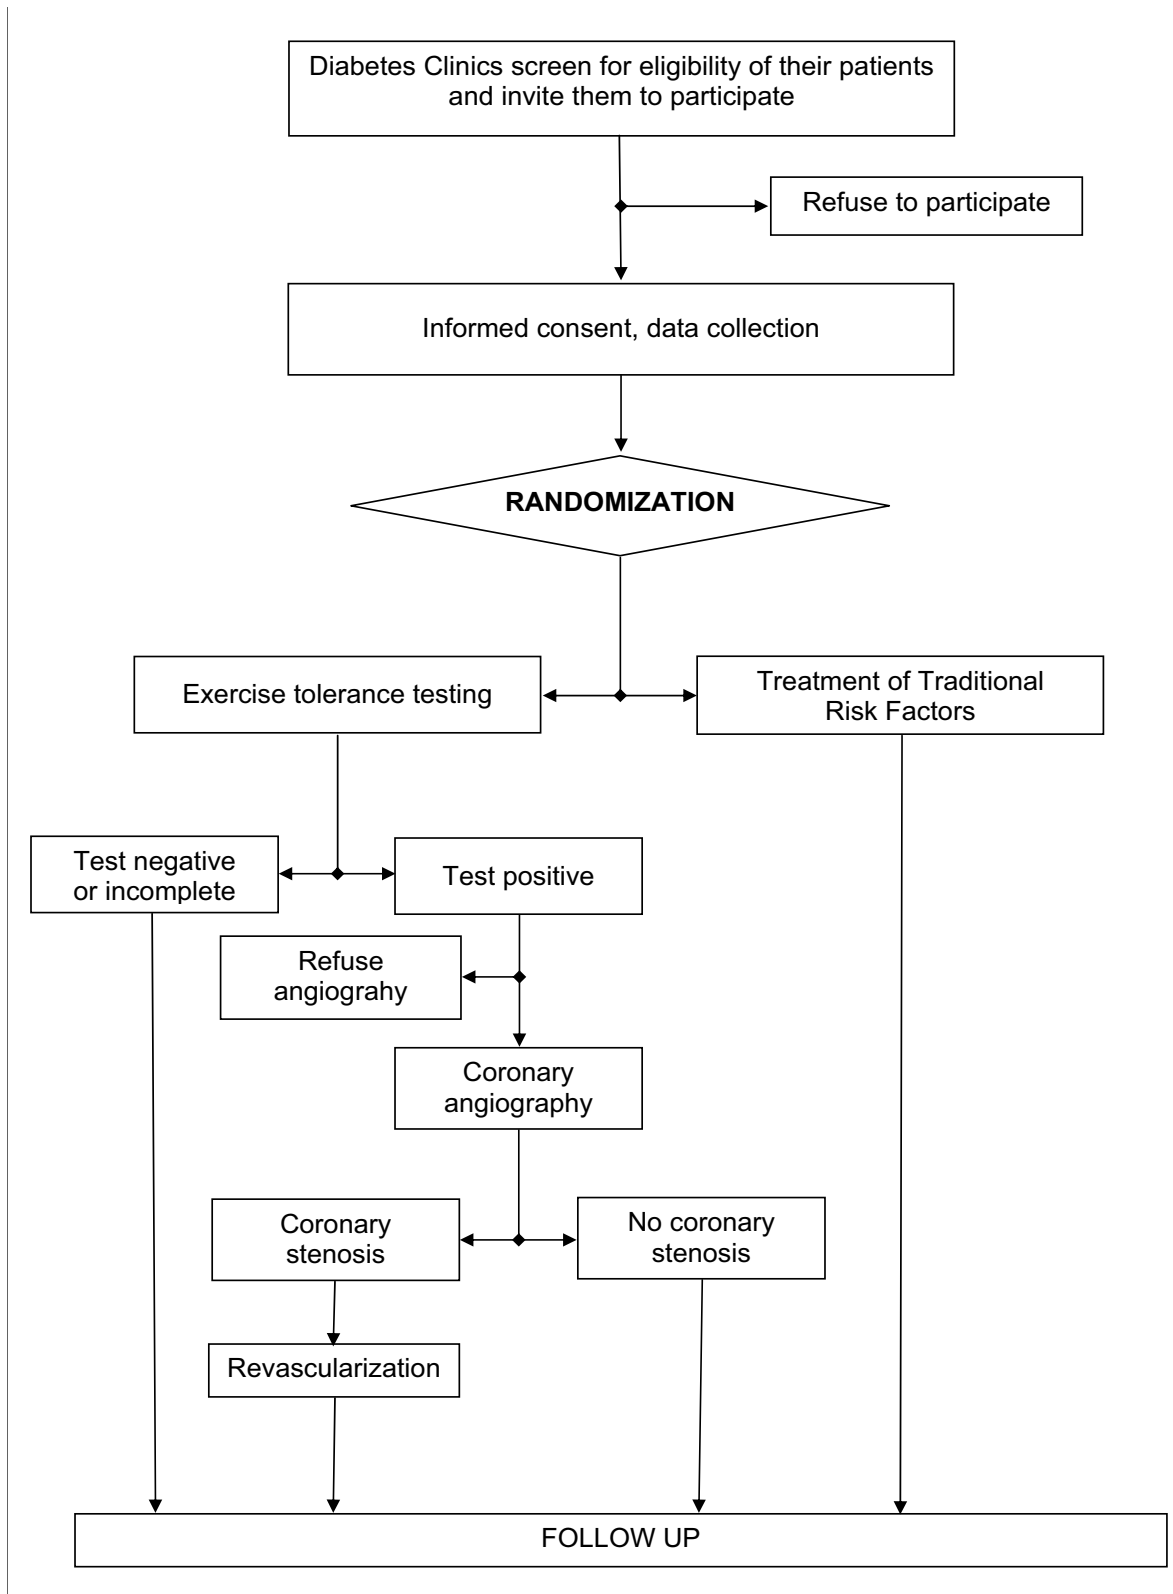 Diabetes Clinics screen for eligibility of their patients
and invite them to participate
Refuse to participate
Informed consent, data collection
RANDOMIZATION
Exercise tolerance testing
Treatment of Traditional
Risk Factors
Test negative
or incomplete
Test positive
Refuse
angiograhy
Coronary
angiography
Coronary
stenosis
No coronary
stenosis
Revascularization
FOLLOW UP